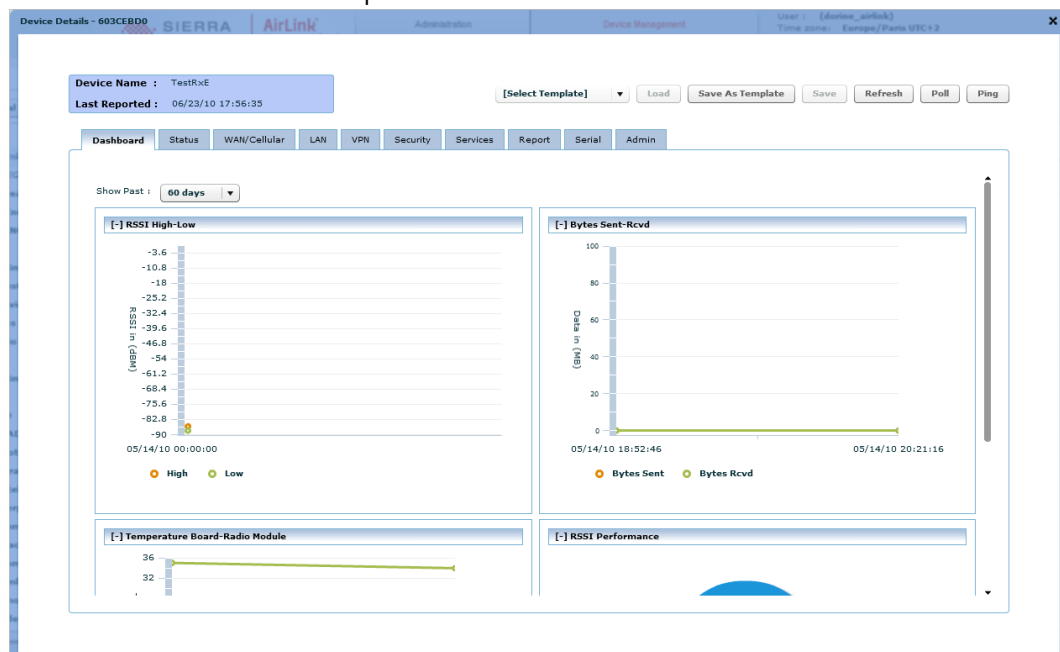 Device Details - 603CEBD0
SIERRA AirLink Administration Device Management User : (dorine_airlink)
Time zone: Europe/Paris UTC+2
Device Name : TestRxE
Last Reported : 06/23/10 17:56:35
[Select Template] Load Save As Template Save Refresh Poll Ping
Dashboard Status WAN/Cellular LAN VPN Security Services Report Serial Admin
Show Past : 60 days
[-] RSSI High-Low
-3.6
-10.8
-18
-25.2
-32.4
-39.6
-46.8
-54
-61.2
-68.4
-75.6
-82.8
-90
RSSI in (dBM)
05/14/10 00:00:00
High Low
[-] Bytes Sent-Rcvd
100
80
60
40
20
0
Data in (MB)
05/14/10 18:52:46 05/14/10 20:21:16
Bytes Sent Bytes Rcvd
[-] Temperature Board-Radio Module
36
32
[-] RSSI Performance